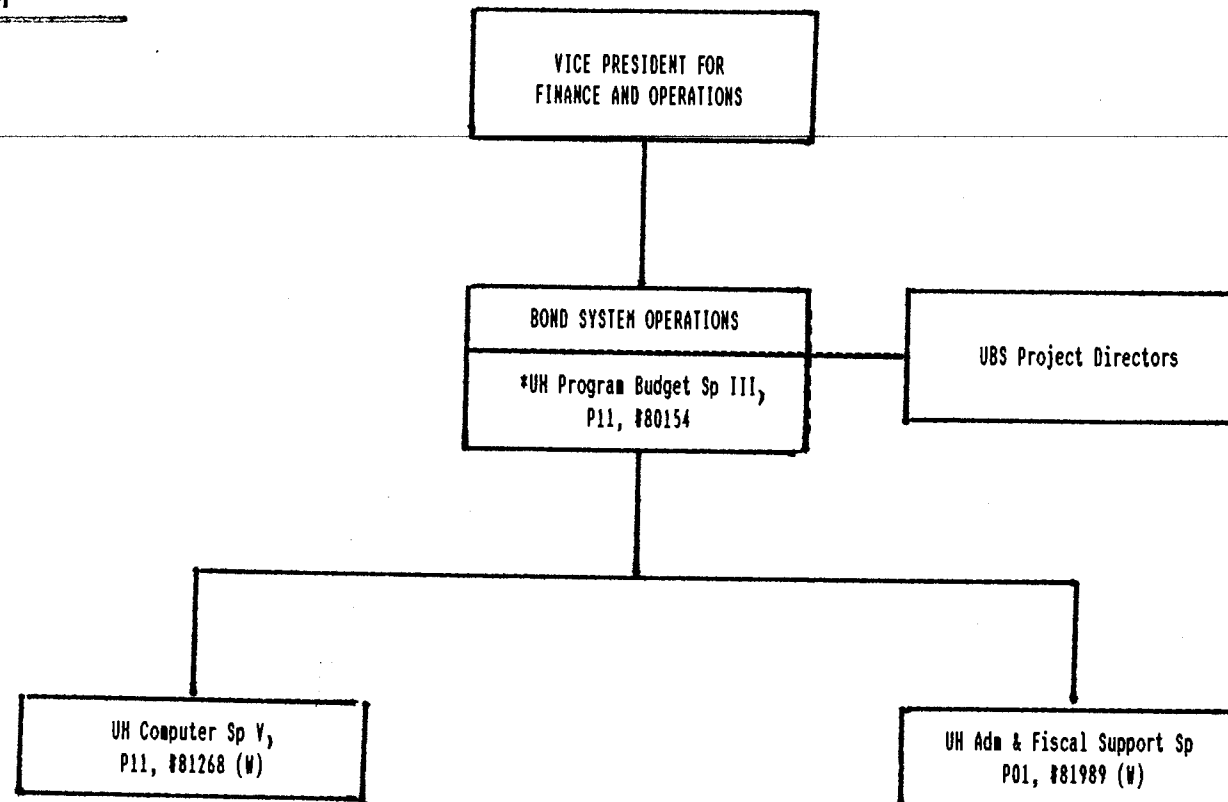 VICE PRESIDENT FOR
FINANCE AND OPERATIONS
BOND SYSTEM OPERATIONS
*UH Program Budget Sp III,
P11, #80154
UBS Project Directors
UH Computer Sp V,
P11, #81268 (W)
UH Adm & Fiscal Support Sp
P01, #81989 (W)